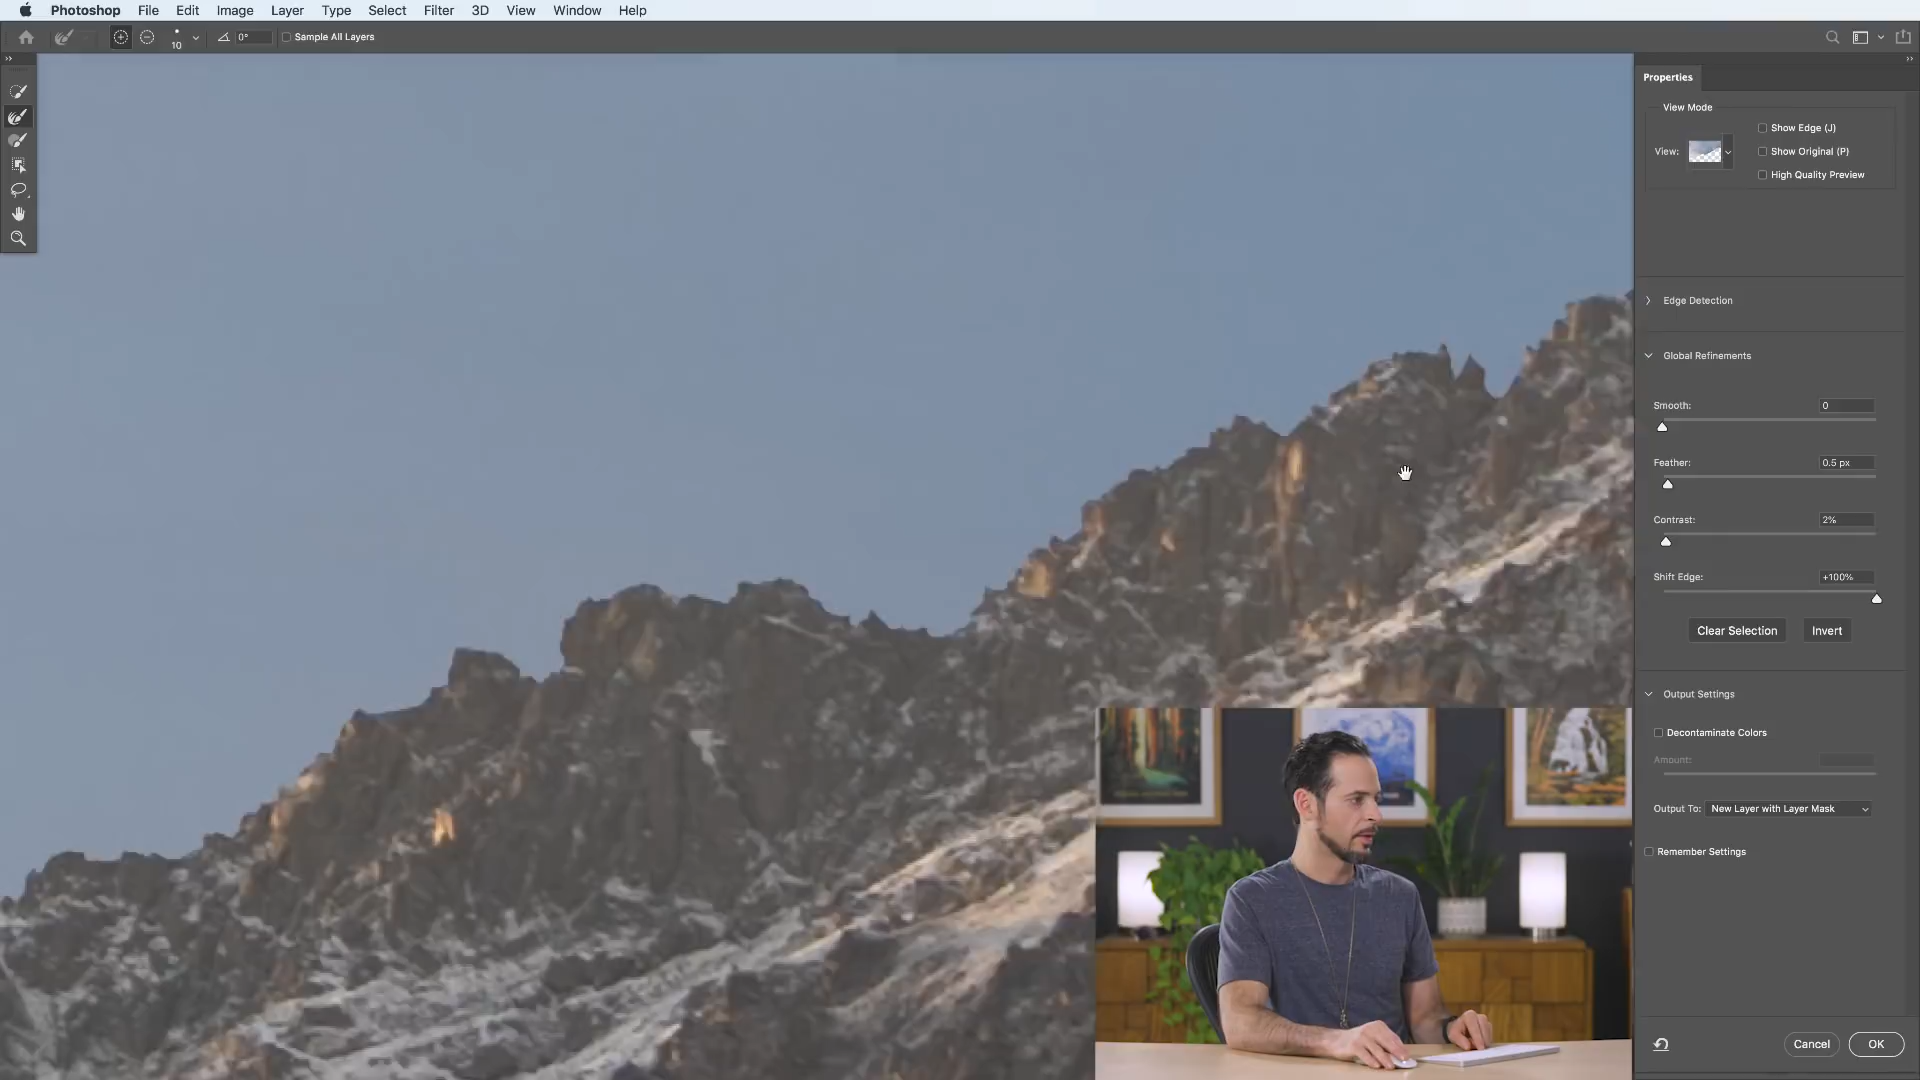 Photoshop File Edit Image Layer Type Select Filter 3D View Window Help
10 0° Sample All Layers
Properties
View Mode
Show Edge (J)
View: Show Original (P)
High Quality Preview
Edge Detection
Global Refinements
Smooth: 0
Feather: 0.5 px
Contrast: 2%
Shift Edge: +100%
Clear Selection Invert
Output Settings
Decontaminate Colors
Amount:
Output To: New Layer with Layer Mask
Remember Settings
Cancel OK